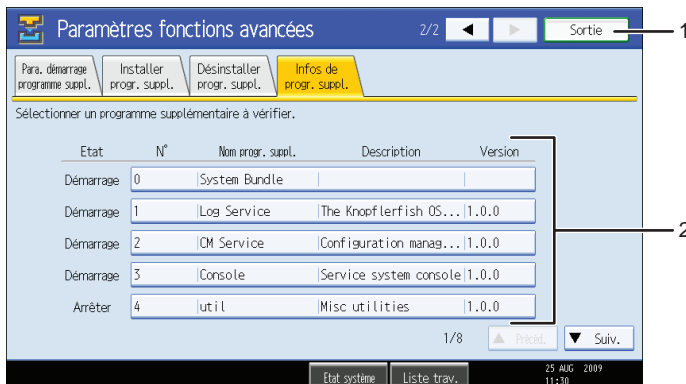 Paramètres fonctions avancées 2/2 ◀ ▶ Sortie 1
Para. démarrage programme suppl. Installer progr. suppl. Désinstaller progr. suppl. Infos de progr. suppl.
Sélectionner un programme supplémentaire à vérifier.
Etat N° Nom progr. suppl. Description Version
Démarrage 0 System Bundle
Démarrage 1 Log Service The Knopflerfish OS... 1.0.0
Démarrage 2 CM Service Configuration manag... 1.0.0
2
Démarrage 3 Console Service system console 1.0.0
Arrêter 4 util Misc utilities 1.0.0
1/8 ▲ Précéd. ▼ Suiv.
Etat système Liste trav. 25 AUG 2009
11:30